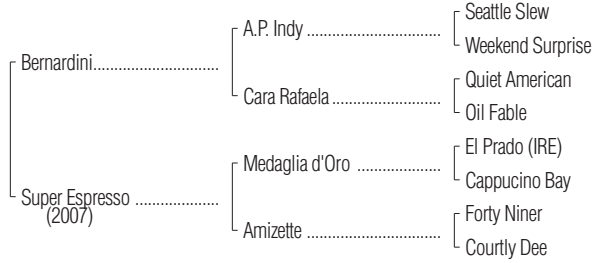 Seattle Slew
A.P. Indy ..............................
Weekend Surprise
Bernardini..............................
Quiet American
Cara Rafaela ........................
Oil Fable
El Prado (IRE)
Medaglia d'Oro ..................
Cappucino Bay
Super Espresso ..................
(2007)
Forty Niner
Amizette ..............................
Courtly Dee